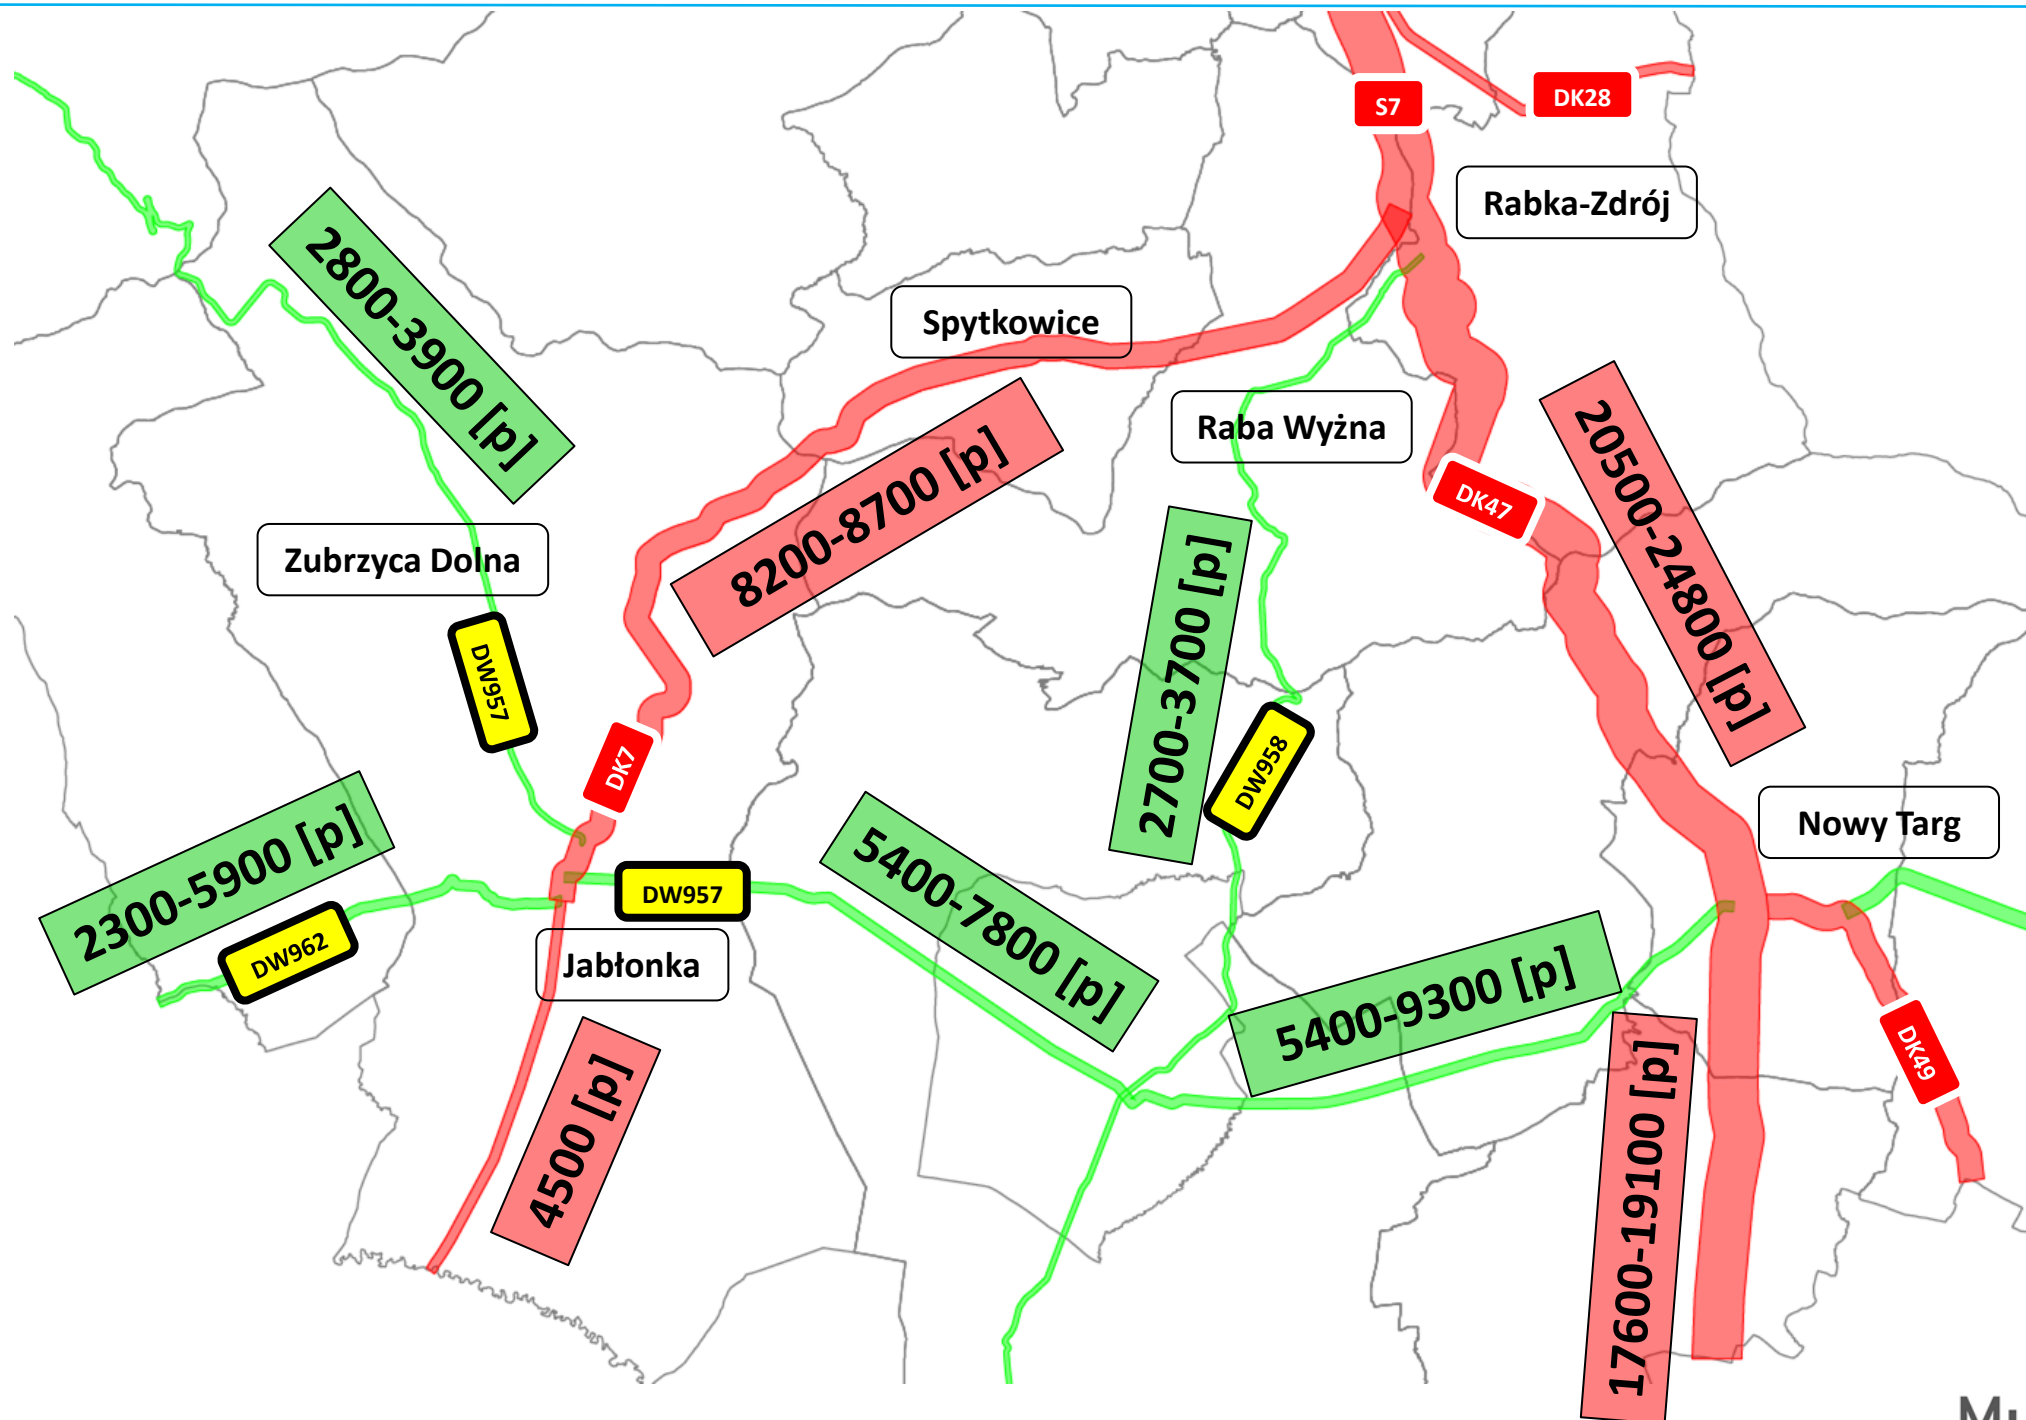 S7
DK28
Rabka-Zdrój
2800-3900 [p]
Spytkowice
Raba Wyżna
20500-24800 [p]
8200-8700 [p]
DK47
Zubrzyca Dolna
2700-3700 [p]
DW957
DK7
DW958
Nowy Targ
2300-5900 [p]
DW962
DW957
5400-7800 [p]
Jabłonka
5400-9300 [p]
DK49
4500 [p]
17600-19100 [p]